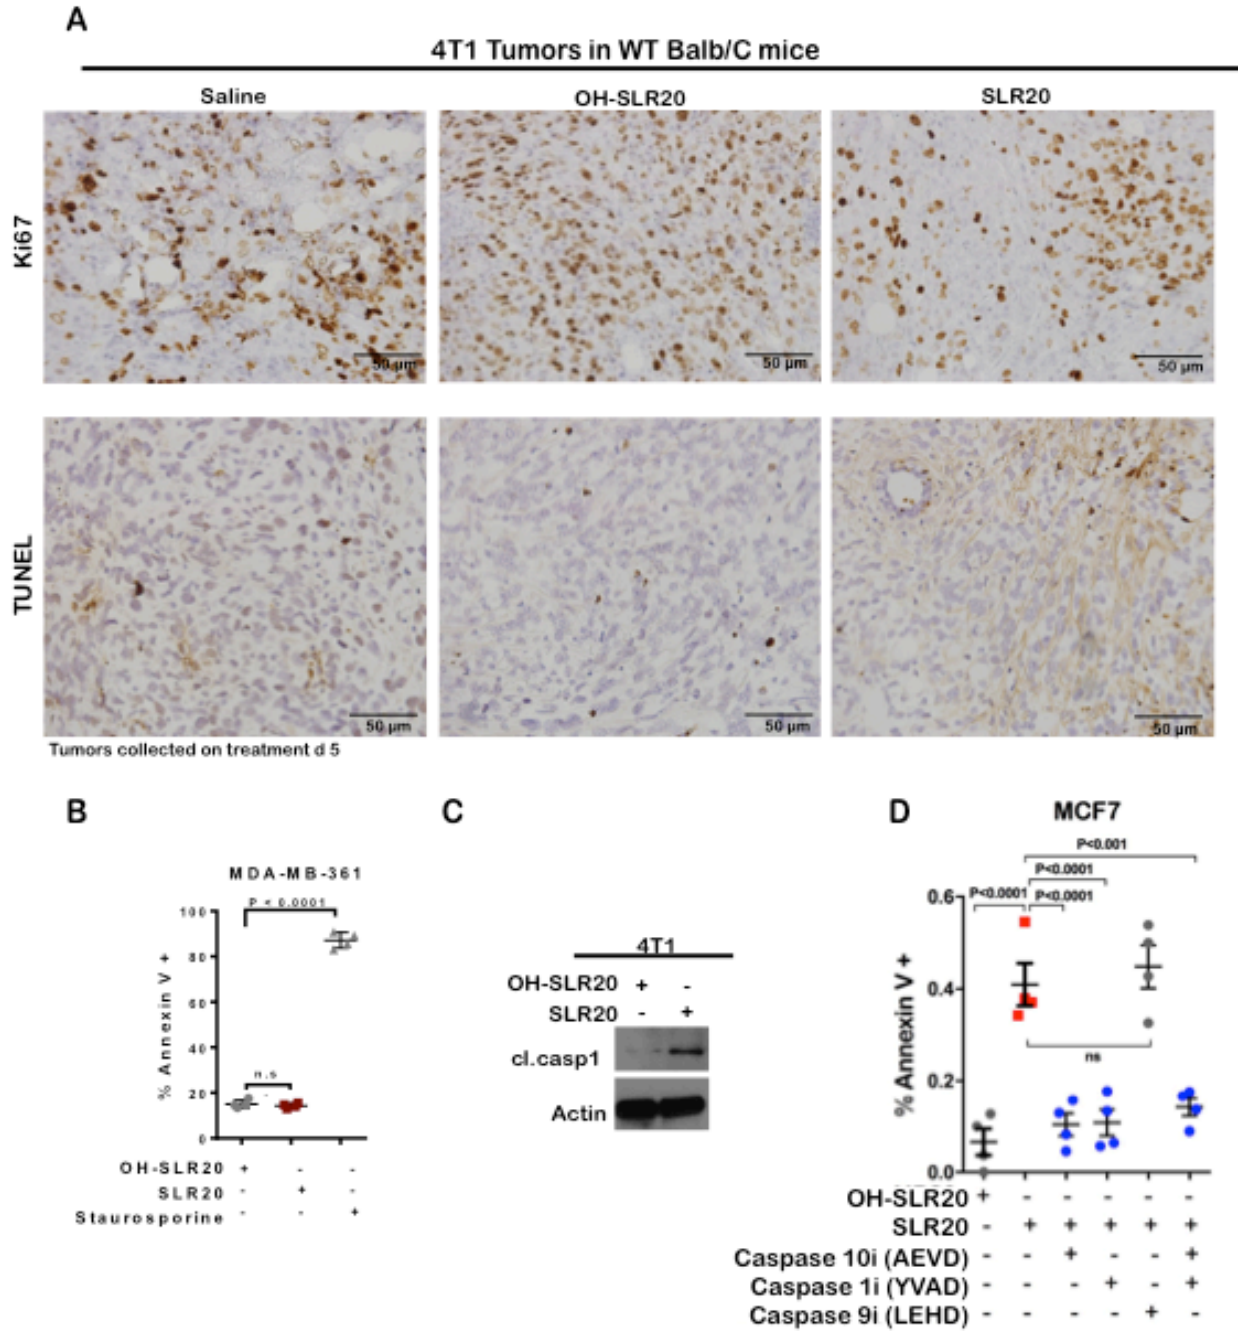 A
4T1 Tumors in WT Balb/C mice
Saline OH-SLR20 SLR20
Ki67
50 µm 50 µm 50 µm
TUNEL
50 µm 50 µm 50 µm
Tumors collected on treatment d 5
B
MDA-MB-361
P < 0.0001
% Annexin V +
100
80
60
40
20
0
n.s
OH-SLR20 + - -
SLR20 - + -
Staurosporine - - +
C
4T1
OH-SLR20 + -
SLR20 - +
cl.casp1
Actin
D
MCF7
P<0.001
P<0.0001
P<0.0001 P<0.0001
% Annexin V +
0.6
0.4
0.2
0.0
ns
OH-SLR20 + - - - - -
SLR20 - + + + + +
Caspase 10i (AEVD) - - + - - +
Caspase 1i (YVAD) - - - + - +
Caspase 9i (LEHD) - - - - + -